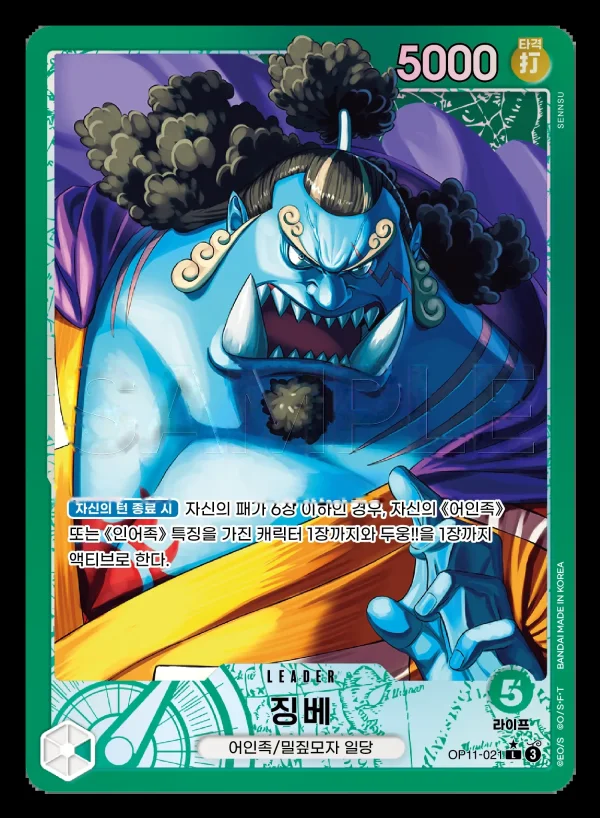 5000
타격
打
SENNSU
SAMPLE
자신의 턴 종료 시 자신의 패가 6장 이하인 경우, 자신의 《어인족》
또는 《인어족》 특징을 가진 캐릭터 1장까지와 두웅!!을 1장까지
액티브로 한다.
BANDAI MADE IN KOREA
©EO/S ©O/S·F·T
LEADER
징베
5
라이프
어인족/밀짚모자 일당
OP11-021 L 3